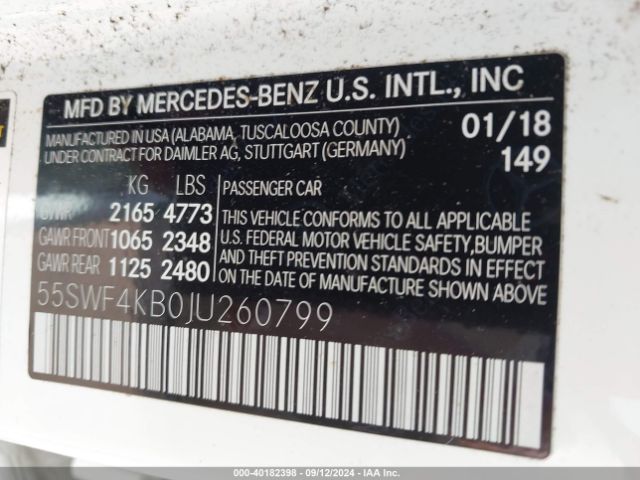 MFD BY MERCEDES-BENZ U.S. INTL., INC
MANUFACTURED IN USA (ALABAMA, TUSCALOOSA COUNTY)
UNDER CONTRACT FOR DAIMLER AG, STUTTGART (GERMANY)
01/18
149
KG LBS
GVWR 2165 4773
GAWR FRONT 1065 2348
GAWR REAR 1125 2480
PASSENGER CAR
THIS VEHICLE CONFORMS TO ALL APPLICABLE
U.S. FEDERAL MOTOR VEHICLE SAFETY, BUMPER
AND THEFT PREVENTION STANDARDS IN EFFECT
ON THE DATE OF MANUFACTURE SHOWN ABOVE.
55SWF4KB0JU260799
000-40182398 - 09/12/2024 - IAA Inc.